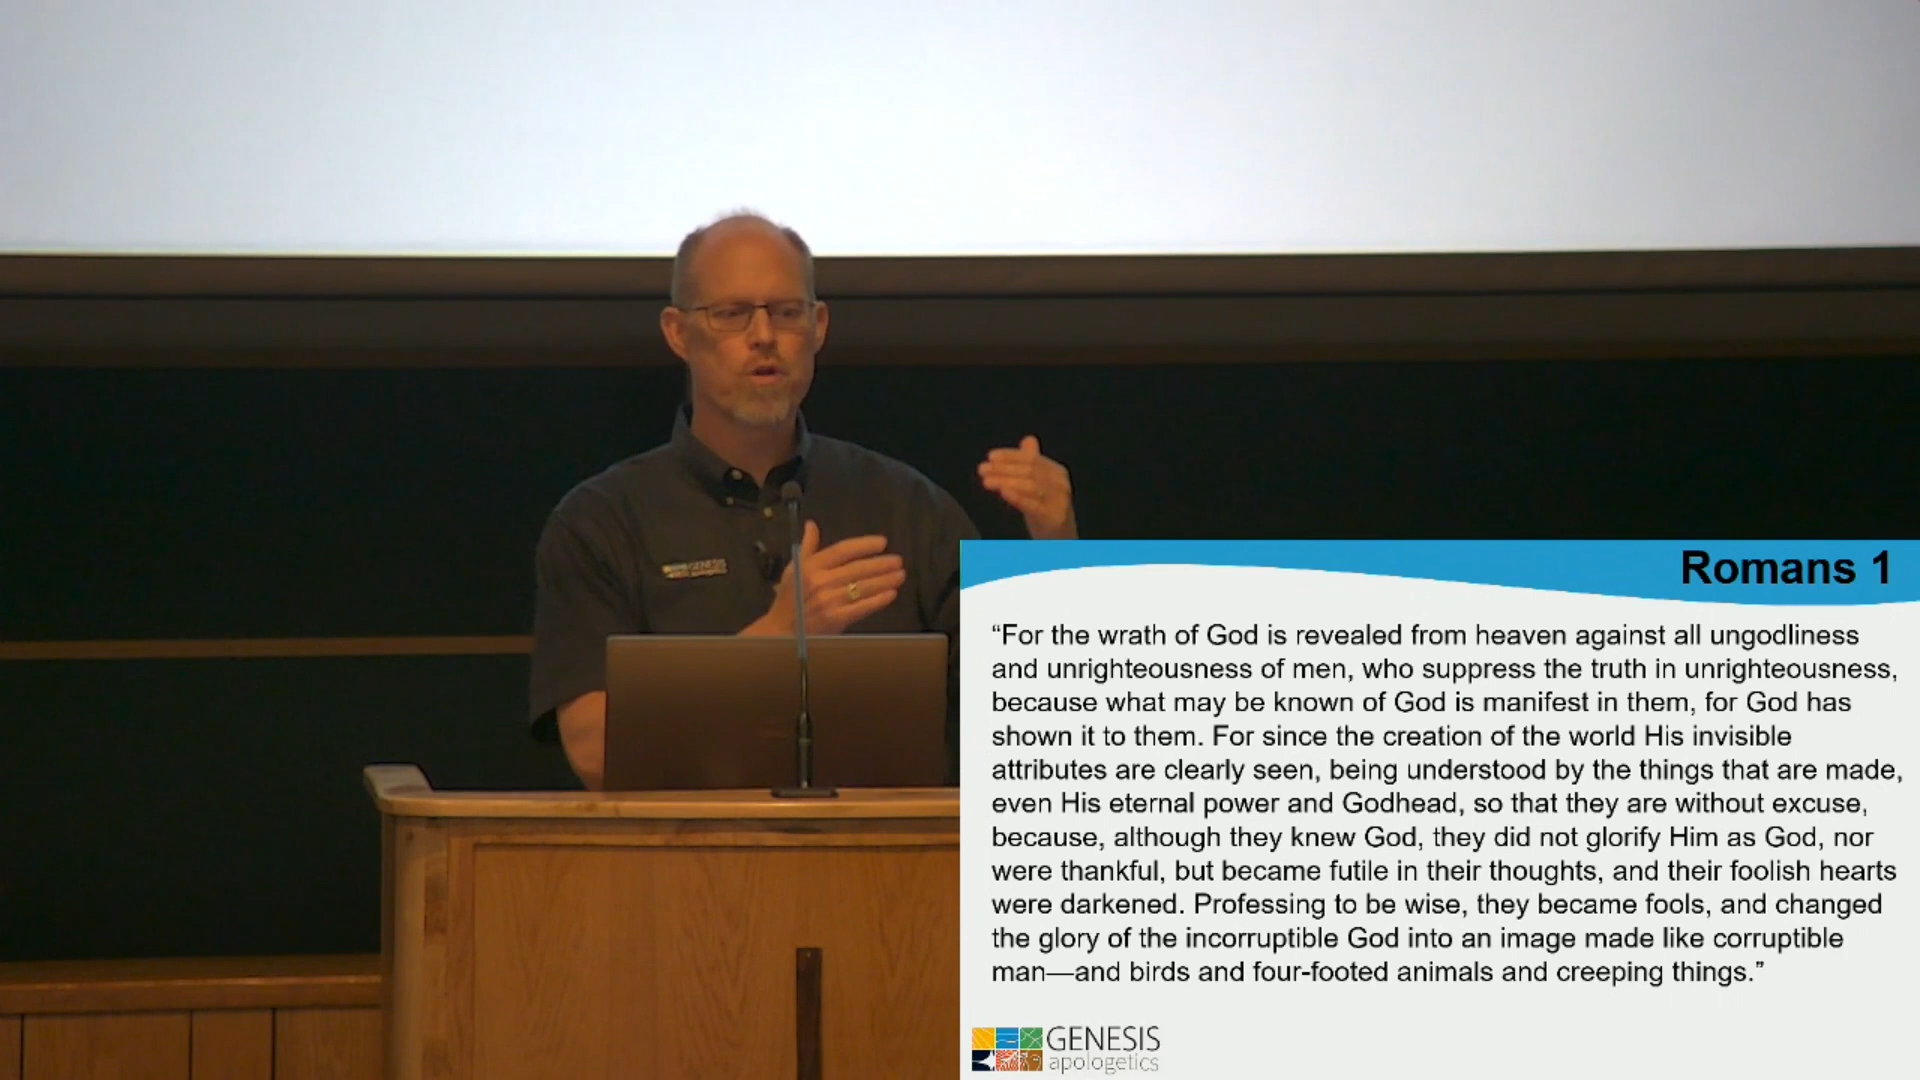 GENESIS
Romans 1
“For the wrath of God is revealed from heaven against all ungodliness
and unrighteousness of men, who suppress the truth in unrighteousness,
because what may be known of God is manifest in them, for God has
shown it to them. For since the creation of the world His invisible
attributes are clearly seen, being understood by the things that are made,
even His eternal power and Godhead, so that they are without excuse,
because, although they knew God, they did not glorify Him as God, nor
were thankful, but became futile in their thoughts, and their foolish hearts
were darkened. Professing to be wise, they became fools, and changed
the glory of the incorruptible God into an image made like corruptible
man—and birds and four-footed animals and creeping things.”
GENESIS
apologetics